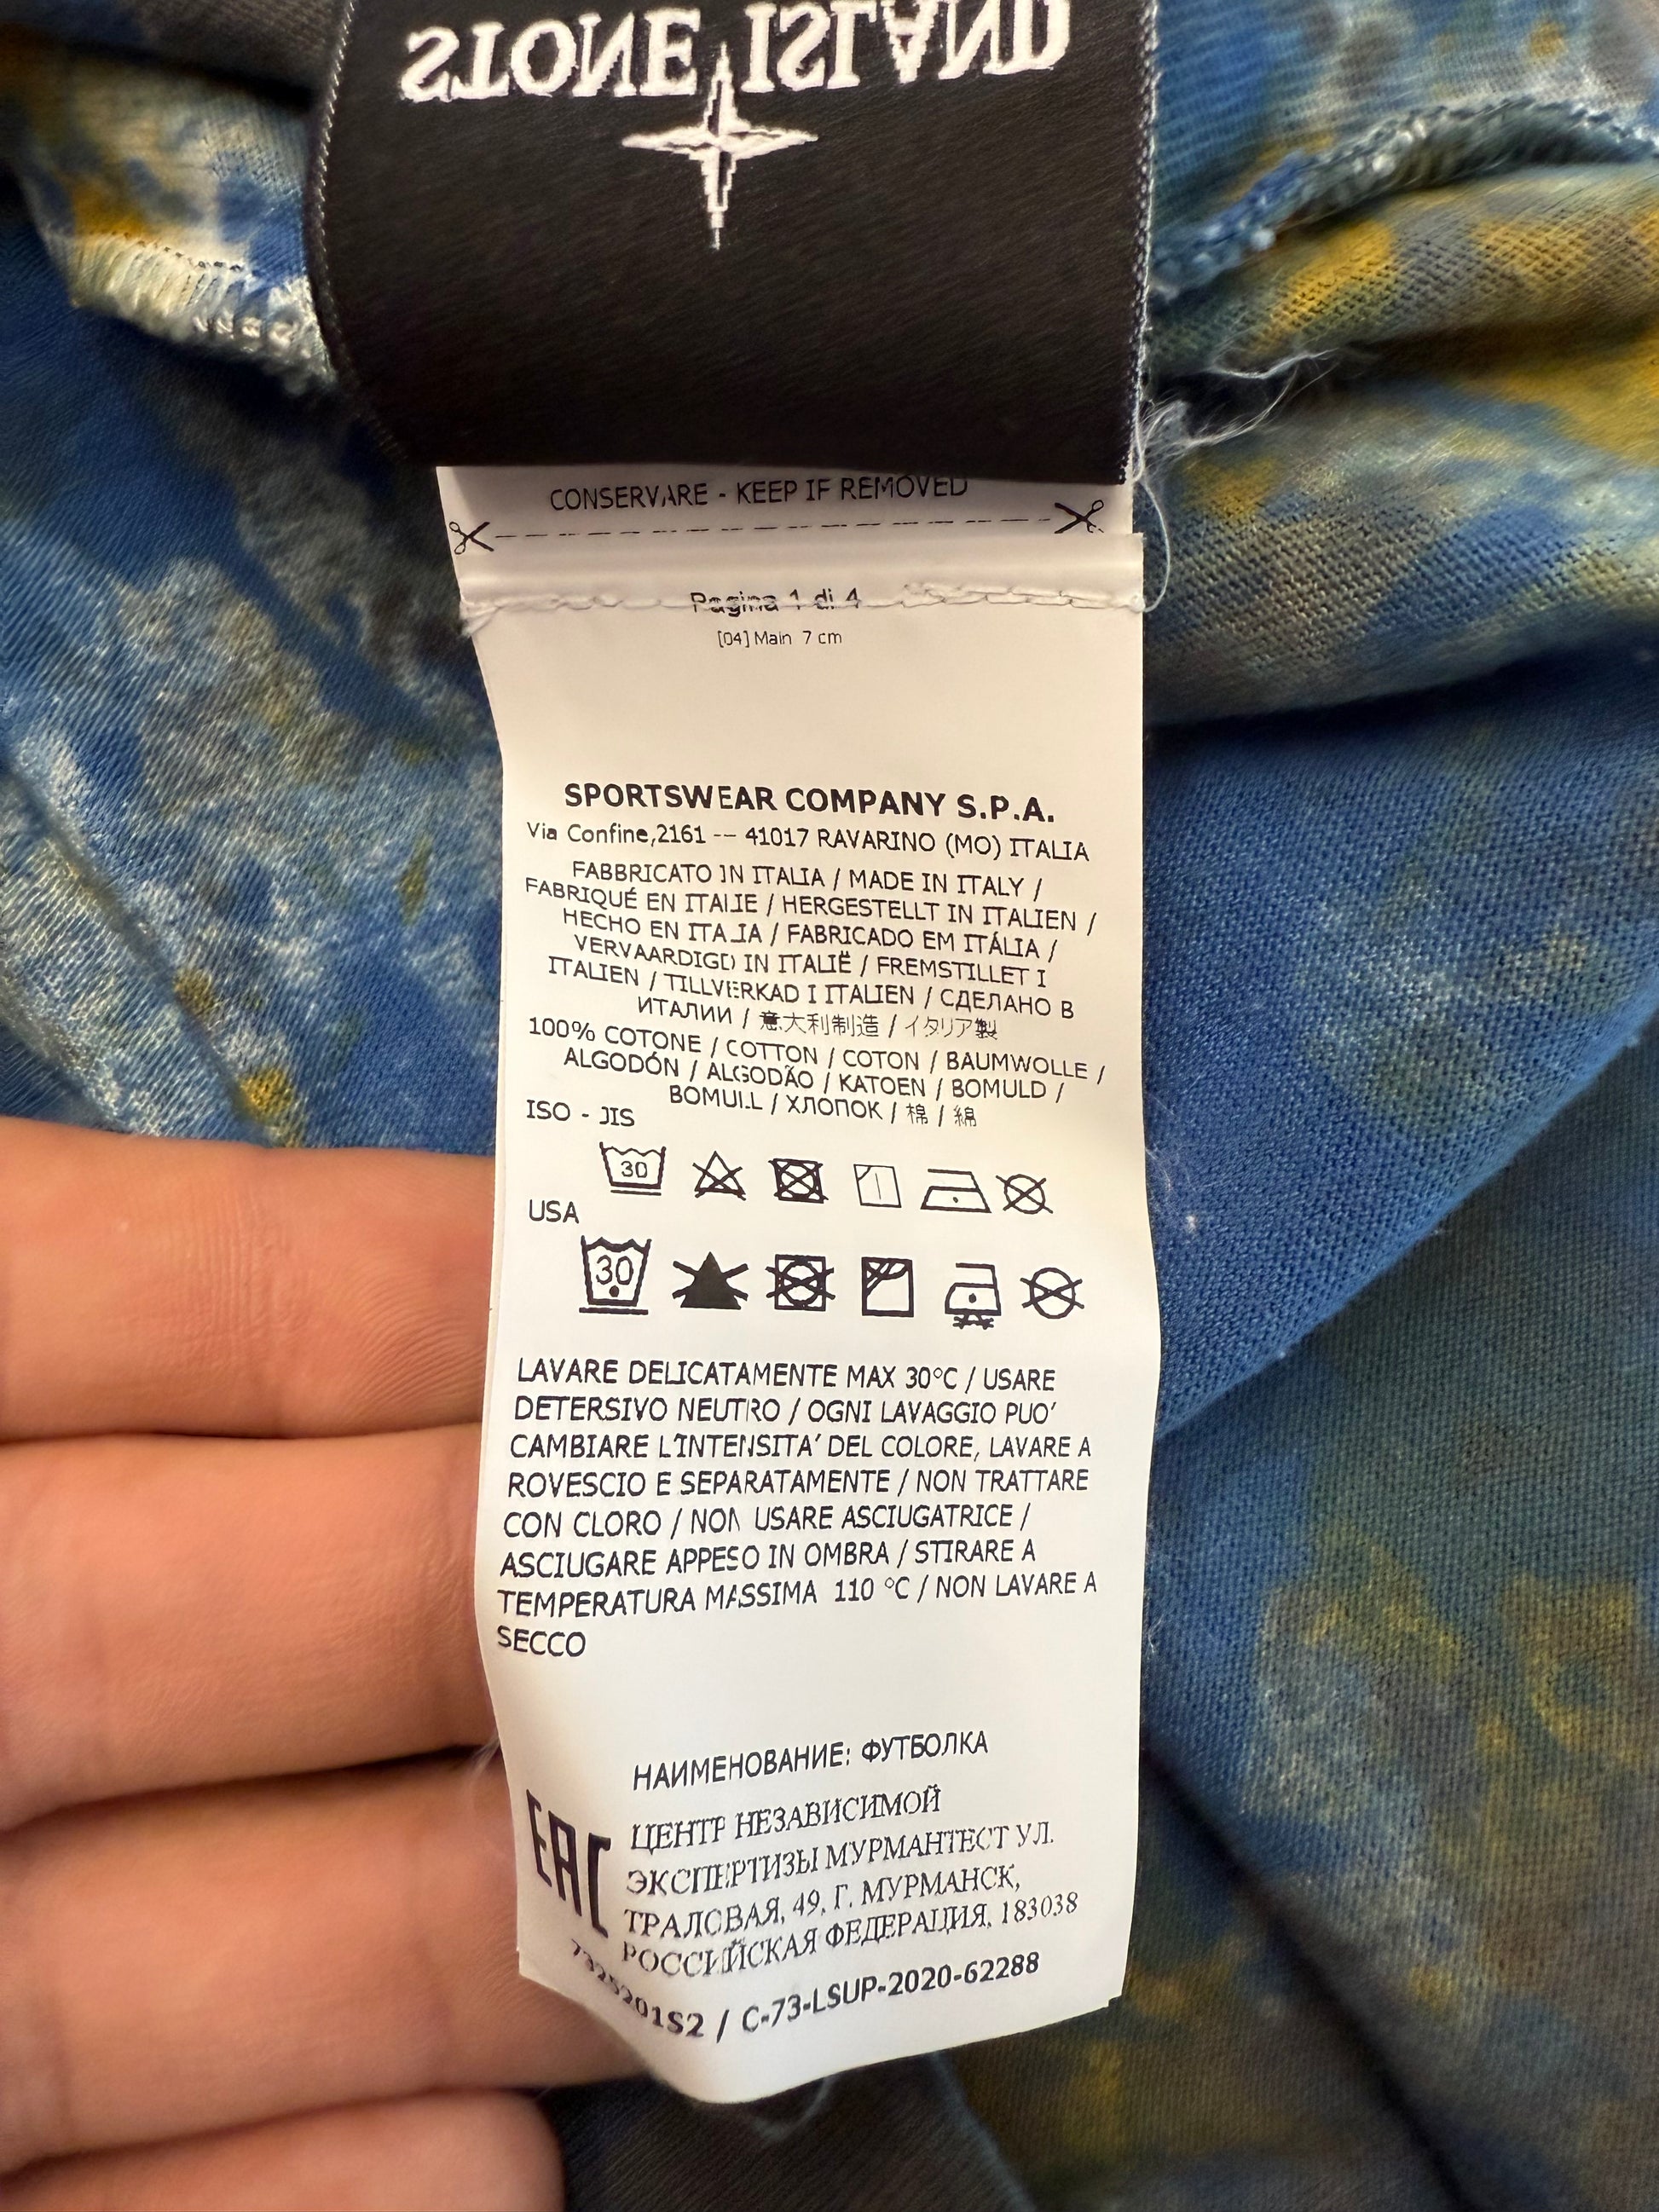 STONE ISLAND
CONSERVARE - KEEP IF REMOVED
Pagina 1 di 4
[04] Main 7 cm
SPORTSWEAR COMPANY S.P.A.
Via Confine,2161 -- 41017 RAVARINO (MO) ITALIA
FABBRICATO IN ITALIA / MADE IN ITALY /
FABRIQUÉ EN ITALIE / HERGESTELLT IN ITALIEN /
HECHO EN ITALIA / FABRICADO EM ITÁLIA /
VERVAARDIGD IN ITALIË / FREMSTILLET I
ITALIEN / TILLVERKAD I ITALIEN / СДЕЛАНО В
ИТАЛИИ / 意大利制造 / イタリア製
100% COTONE / COTTON / COTON / BAUMWOLLE /
ALGODÓN / ALGODÃO / KATOEN / BOMULD /
BOMULL / ХЛОПОК / 棉 / 綿
ISO - JIS
30
USA
30
LAVARE DELICATAMENTE MAX 30°C / USARE
DETERSIVO NEUTRO / OGNI LAVAGGIO PUO'
CAMBIARE L'INTENSITA' DEL COLORE, LAVARE A
ROVESCIO E SEPARATAMENTE / NON TRATTARE
CON CLORO / NON USARE ASCIUGATRICE /
ASCIUGARE APPESO IN OMBRA / STIRARE A
TEMPERATURA MASSIMA 110 °C / NON LAVARE A
SECCO
НАИМЕНОВАНИЕ: ФУТБОЛКА
EAC
ЦЕНТР НЕЗАВИСИМОЙ
ЭКСПЕРТИЗЫ МУРМАНТЕСТ УЛ.
ТРАЛОВАЯ, 49, Г. МУРМАНСК,
РОССИЙСКАЯ ФЕДЕРАЦИЯ, 183038
/ C-73-LSUP-2020-62288